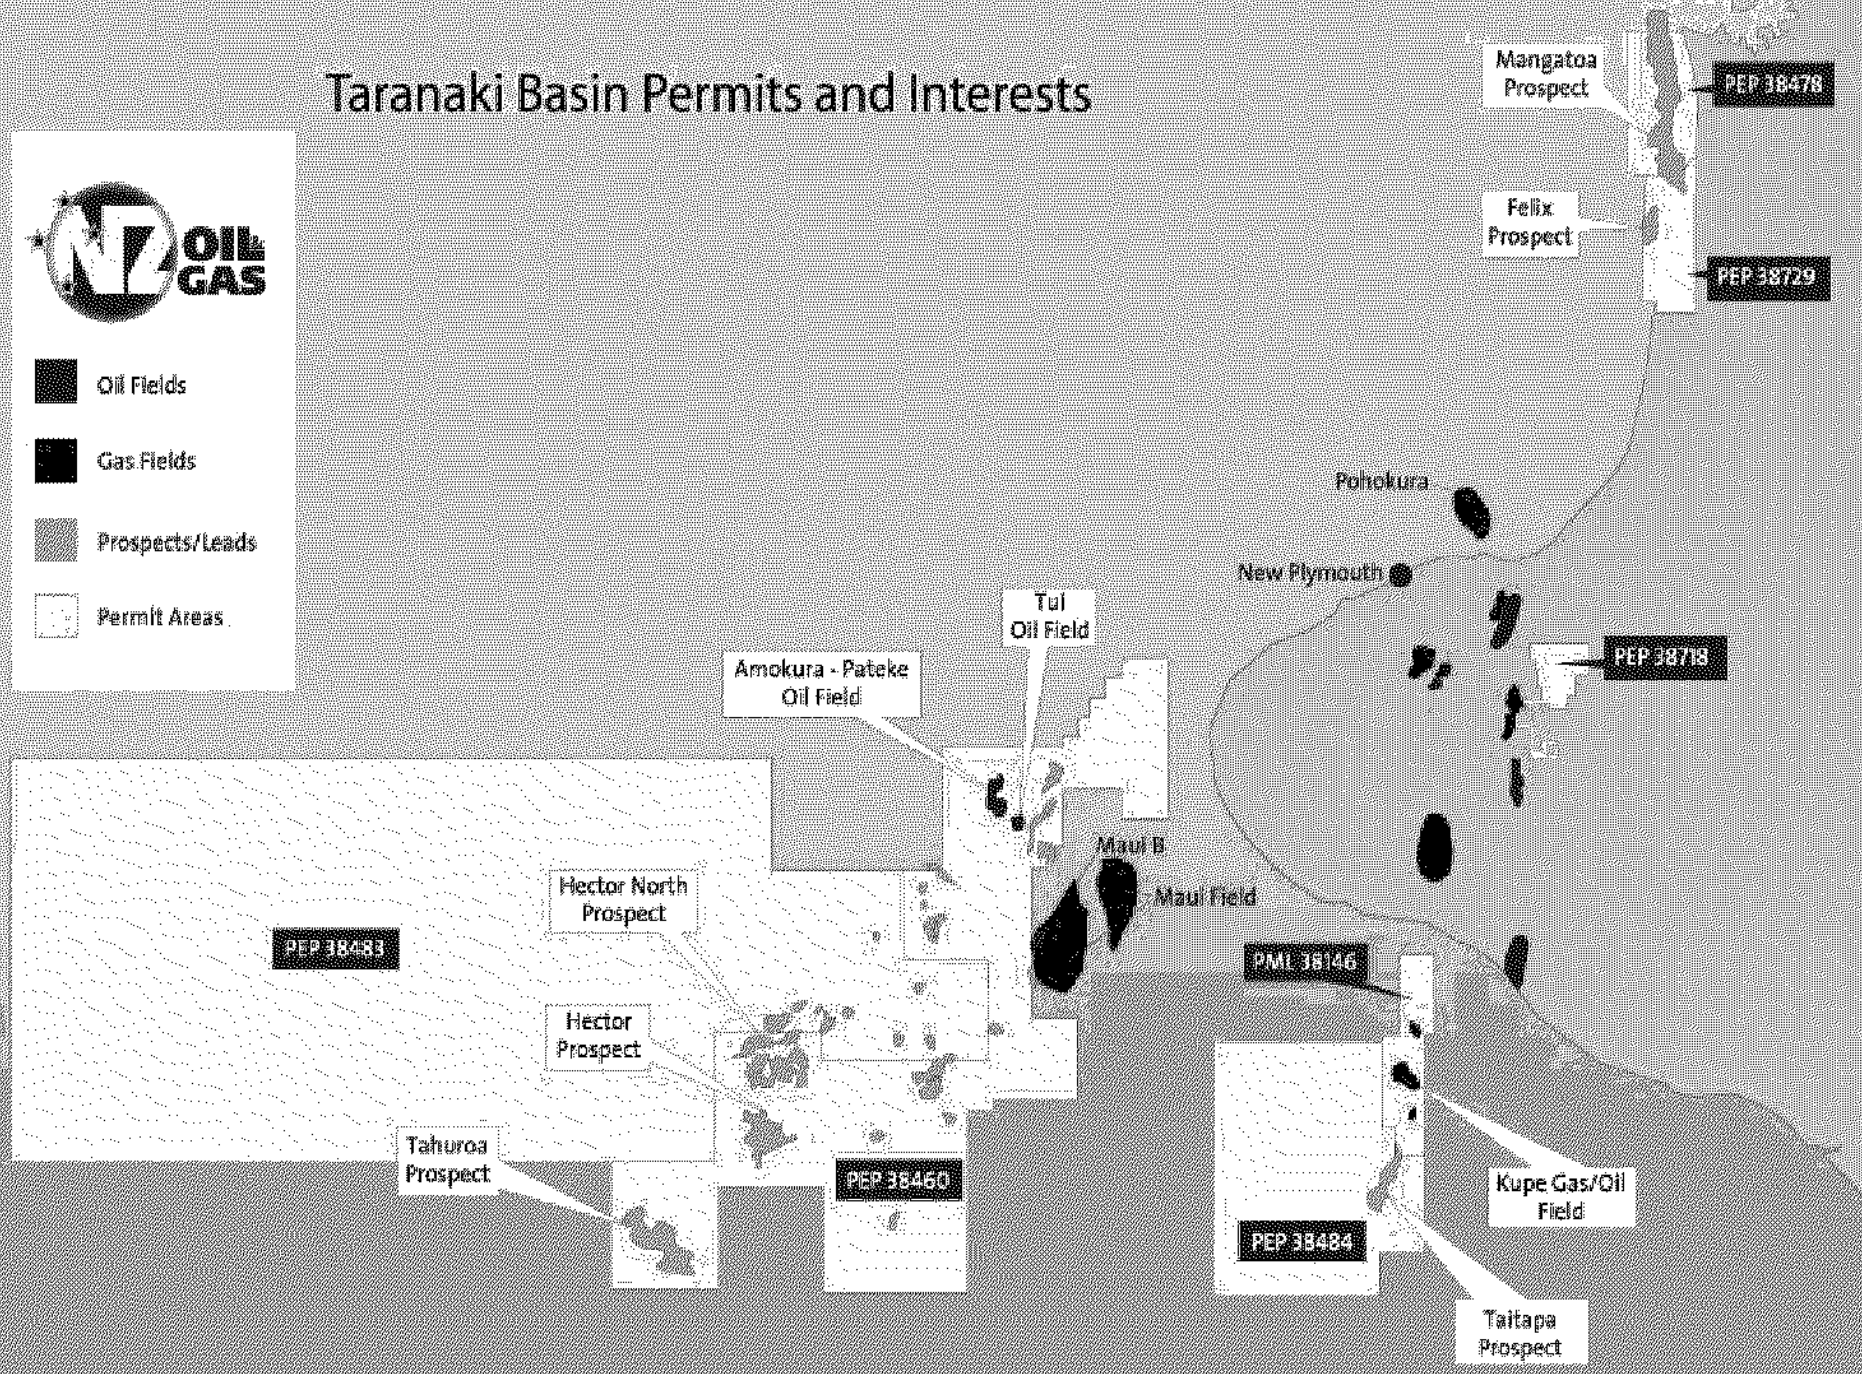 Taranaki Basin Permits and Interests
NZ OIL &
GAS
Oil Fields
Gas Fields
Prospects/Leads
Permit Areas
Mangatoa
Prospect
PEP 38478
Felix
Prospect
PEP 38729
Pohokura
New Plymouth
Tui
Oil Field
Amokura - Pateke
Oil Field
PEP 38718
Maui B
Maui Field
Hector North
Prospect
PEP 38483
PML 38146
Hector
Prospect
Tahuroa
Prospect
PEP 38460
Kupe Gas/Oil
Field
PEP 38484
Taitapa
Prospect